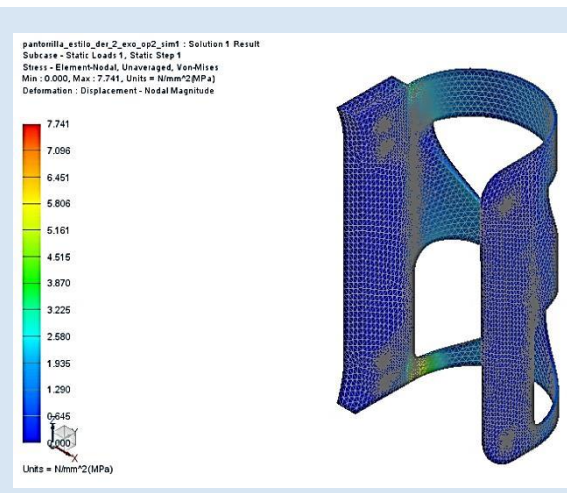 pantorrilla_estilo_der_2_exo_op2_sim1 : Solution 1 Result
Subcase - Static Loads 1, Static Step 1
Stress - Element-Nodal, Unaveraged, Von-Mises
Min : 0.000, Max : 7.741, Units = N/mm^2(MPa)
Deformation : Displacement - Nodal Magnitude
7.741
7.096
6.451
5.806
5.161
4.515
3.870
3.225
2.580
1.935
1.290
0.645
0.000
Z
Y
X
Units = N/mm^2(MPa)